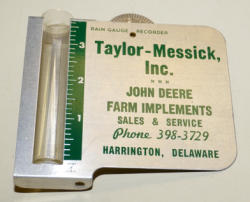 RAIN GAUGE RECORDER
Taylor-Messick,
Inc.
JOHN DEERE
FARM IMPLEMENTS
SALES & SERVICE
Phone 398-3729
HARRINGTON, DELAWARE
3
2
1